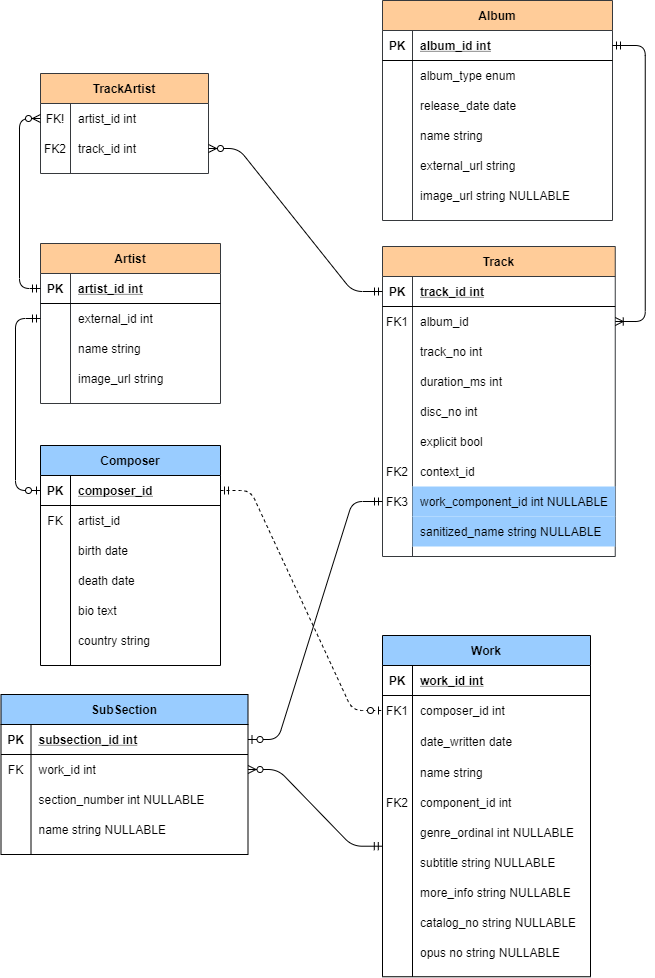 Album
PK album_id int
album_type enum
release_date date
name string
external_url string
image_url string NULLABLE
TrackArtist
FK! artist_id int
FK2 track_id int
Artist
PK artist_id int
external_id int
name string
image_url string
Track
PK track_id int
FK1 album_id
track_no int
duration_ms int
disc_no int
explicit bool
FK2 context_id
FK3 work_component_id int NULLABLE
sanitized_name string NULLABLE
Composer
PK composer_id
FK artist_id
birth date
death date
bio text
country string
Work
PK work_id int
FK1 composer_id int
date_written date
name string
FK2 component_id int
genre_ordinal int NULLABLE
subtitle string NULLABLE
more_info string NULLABLE
catalog_no string NULLABLE
opus no string NULLABLE
SubSection
PK subsection_id int
FK work_id int
section_number int NULLABLE
name string NULLABLE